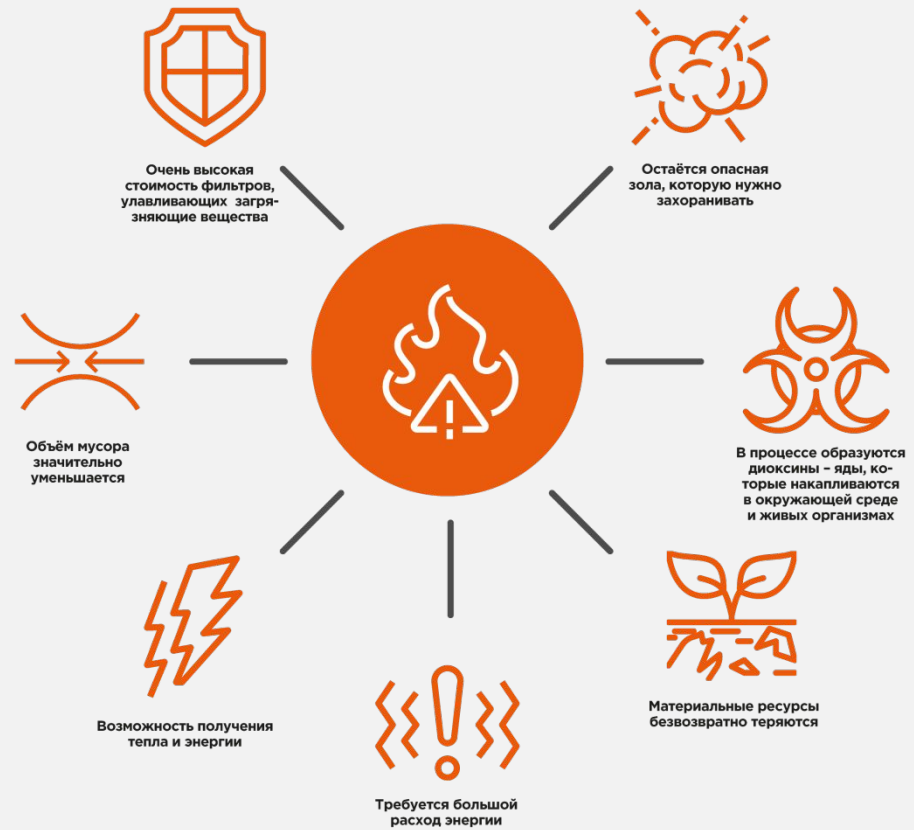 Очень высокая
стоимость фильтров,
улавливающих загря-
зняющие вещества
Остаётся опасная
зола, которую нужно
захоранивать
Объём мусора
значительно
уменьшается
В процессе образуются
диоксины – яды, ко-
торые накапливаются
в окружающей среде
и живых организмах
Возможность получения
тепла и энергии
Материальные ресурсы
безвозвратно теряются
Требуется большой
расход энергии